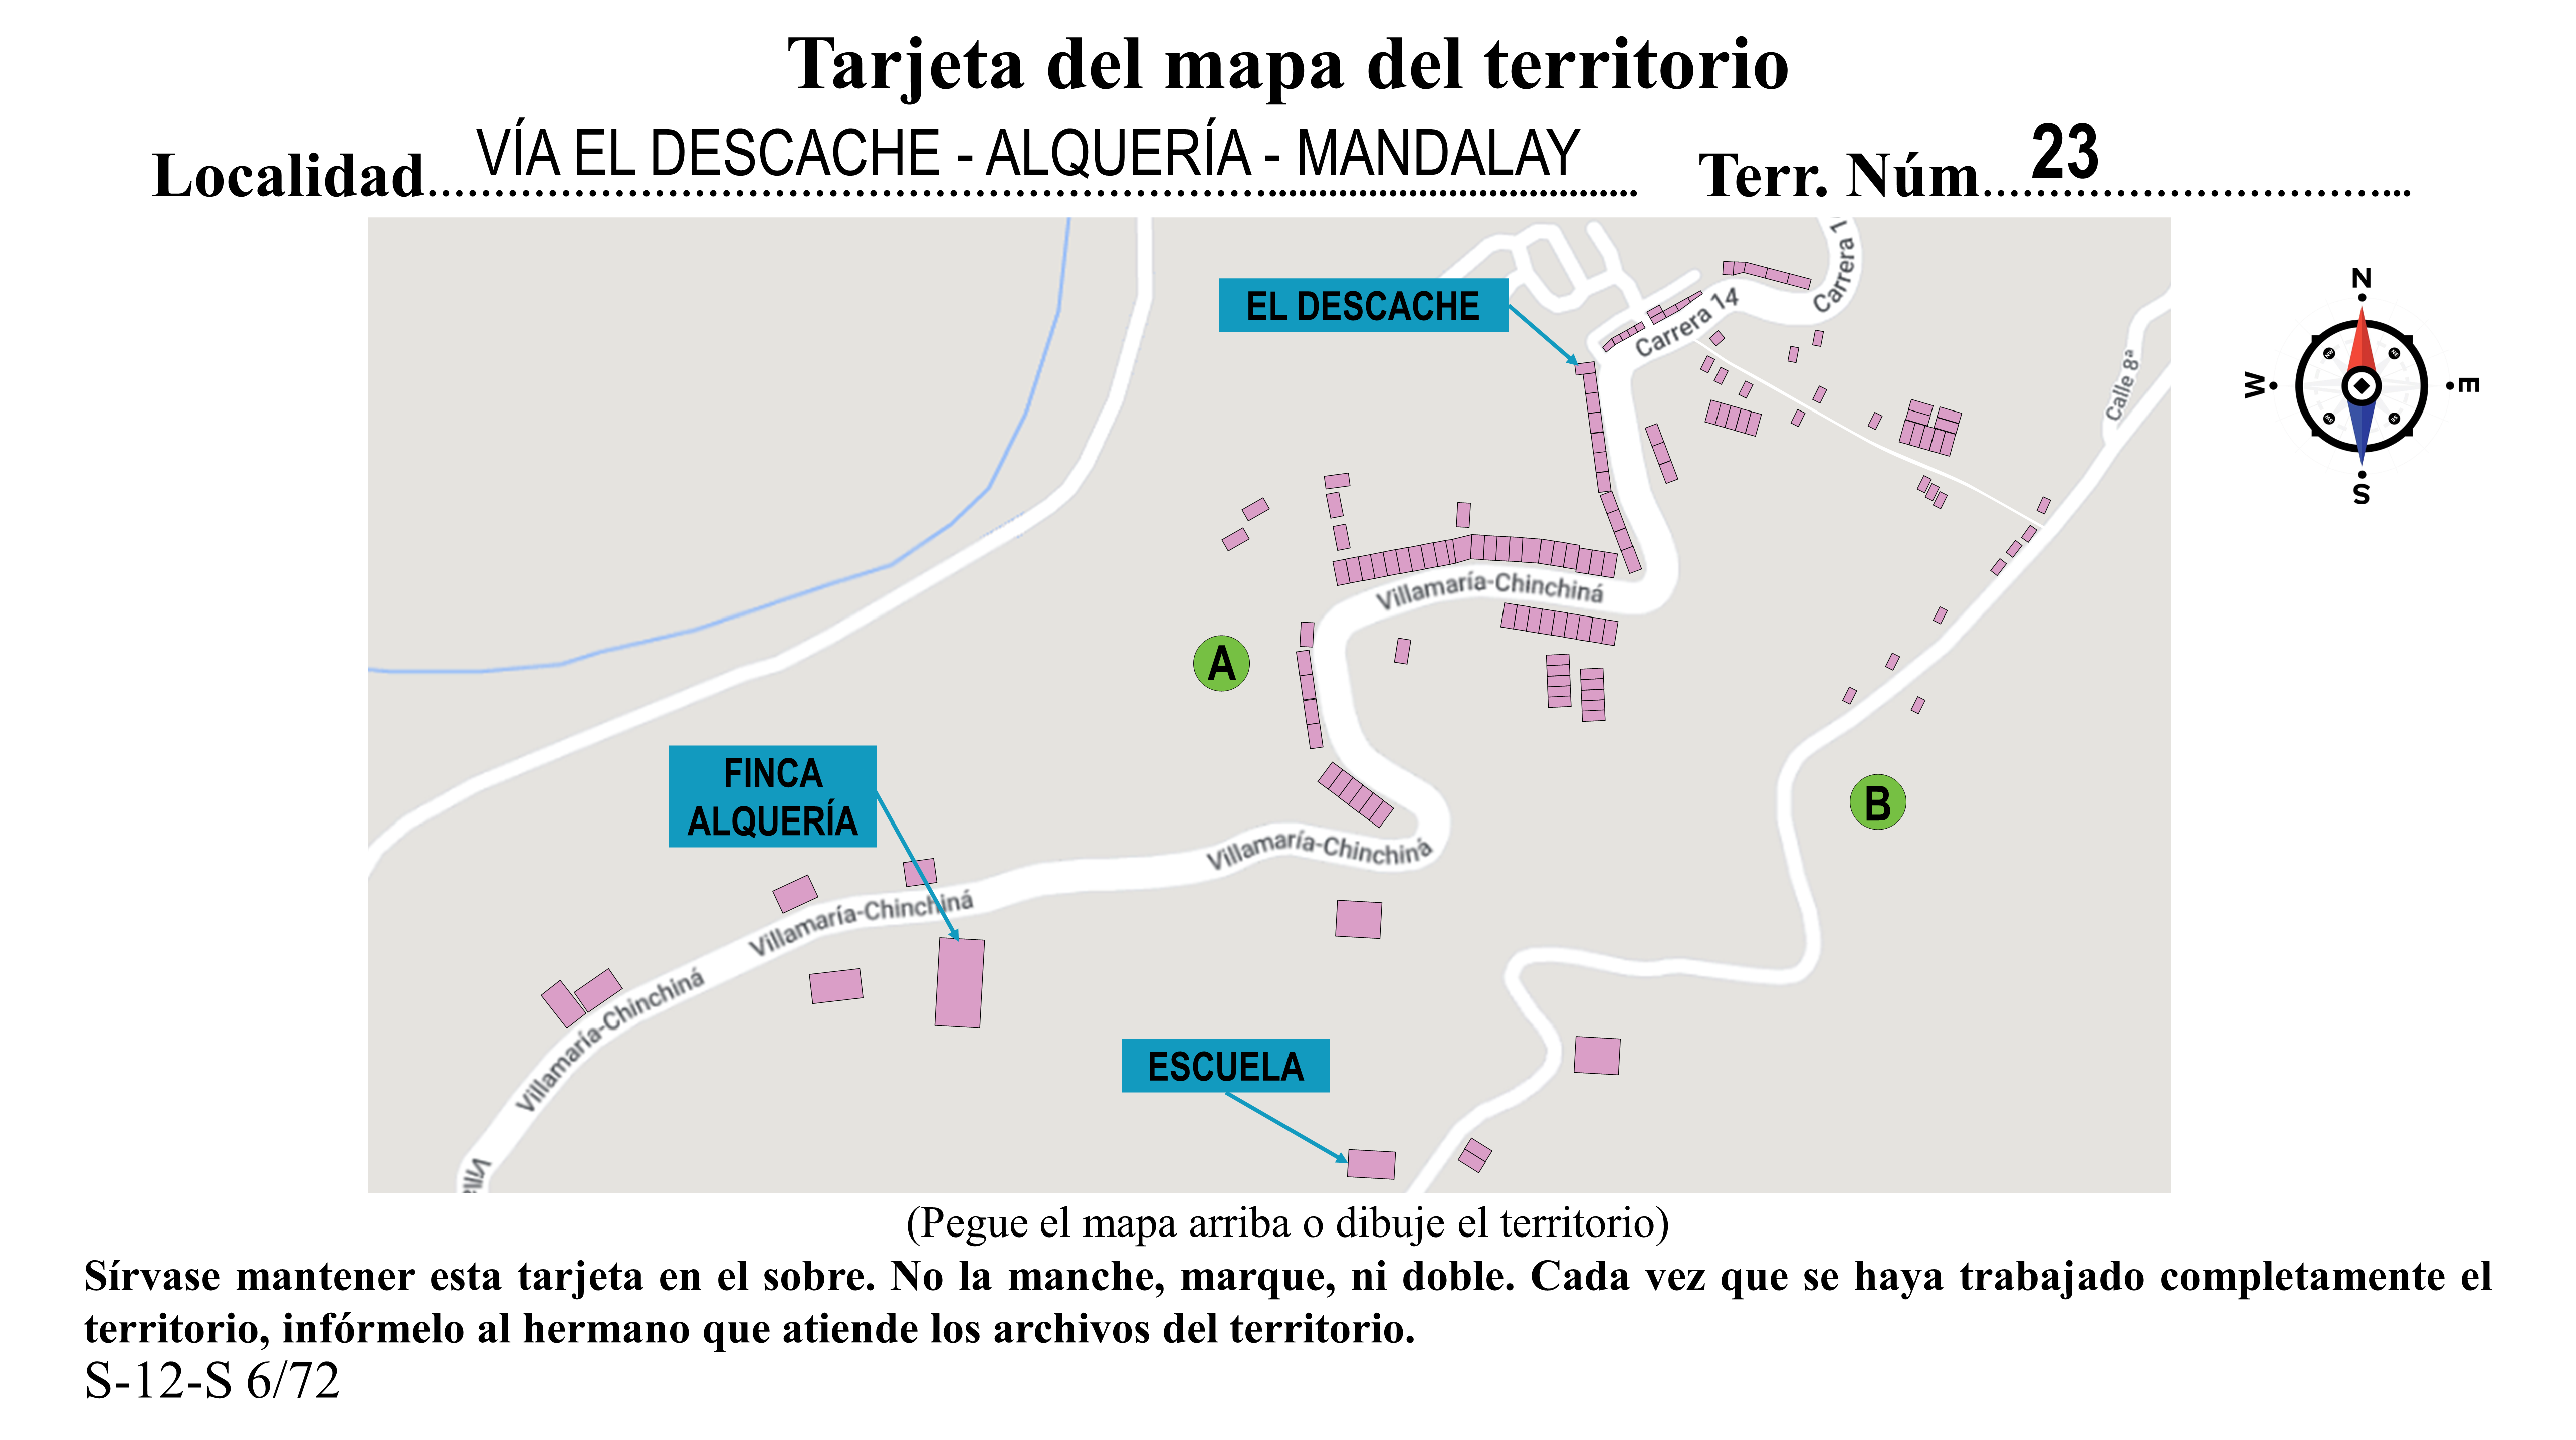 Tarjeta del mapa del territorio
Localidad VÍA EL DESCACHE - ALQUERÍA - MANDALAY Terr. Núm 23
Carrera 1
EL DESCACHE
Carrera 14
Calle 8ª
N
W
E
S
Villamaría-Chinchiná
A
FINCA
ALQUERÍA
B
Villamaría-Chinchiná
Villamaría-Chinchiná
Villamaría-Chinchiná
ESCUELA
Villa
(Pegue el mapa arriba o dibuje el territorio)
Sírvase mantener esta tarjeta en el sobre. No la manche, marque, ni doble. Cada vez que se haya trabajado completamente el
territorio, infórmelo al hermano que atiende los archivos del territorio.
S-12-S 6/72